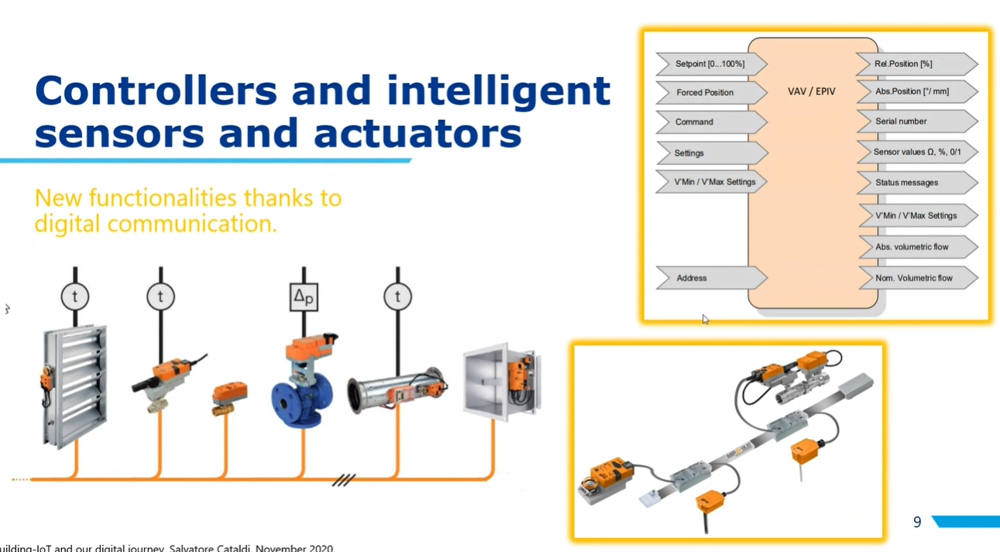 Controllers and intelligent
sensors and actuators
New functionalities thanks to
digital communication.
t
t
Δp
t
VAV / EPIV
Setpoint [0...100%]
Forced Position
Command
Settings
V'Min / V'Max Settings
Address
Rel.Position [%]
Abs.Position [°/ mm]
Serial number
Sensor values Ω, %, 0/1
Status messages
V'Min / V'Max Settings
Abs. volumetric flow
Nom. Volumetric flow
9
uilding-IoT and our digital journey, Salvatore Cataldi, November 2020.